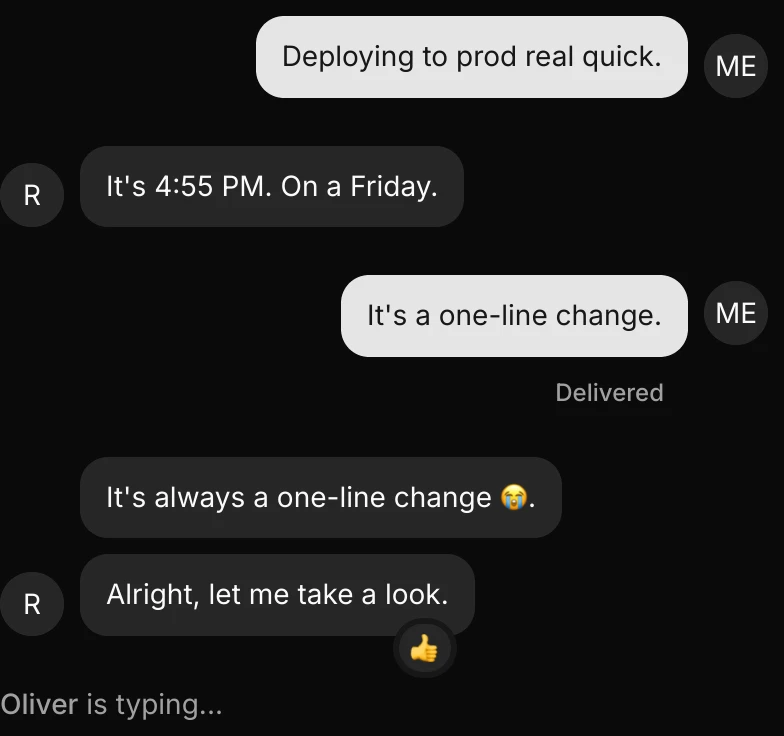 Deploying to prod real quick.
ME
It's 4:55 PM. On a Friday.
R
It's a one-line change.
ME
Delivered
It's always a one-line change 😭.
Alright, let me take a look.
R
👍
Oliver is typing...